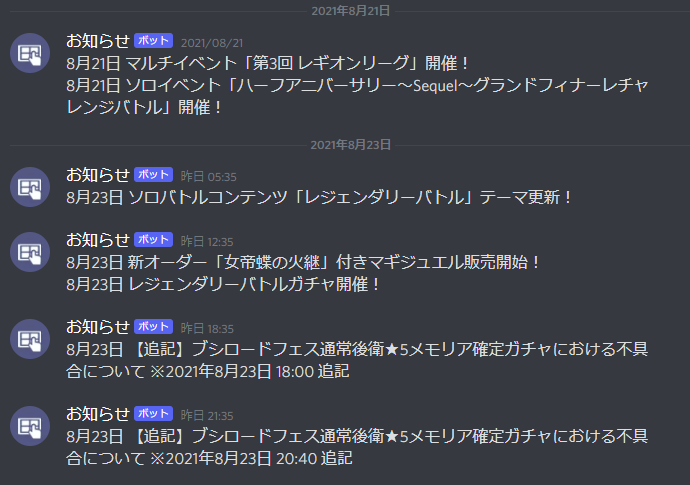 2021年8月21日
お知らせ ボット 2021/08/21
8月21日 マルチイベント「第3回 レギオンリーグ」開催！
8月21日 ソロイベント「ハーフアニバーサリー～Sequel～グランドフィナーレチャ
レンジバトル」開催！
2021年8月23日
お知らせ ボット 昨日 05:35
8月23日 ソロバトルコンテンツ「レジェンダリーバトル」テーマ更新！
お知らせ ボット 昨日 12:35
8月23日 新オーダー「女帝蝶の火継」付きマギジュエル販売開始！
8月23日 レジェンダリーバトルガチャ開催！
お知らせ ボット 昨日 18:35
8月23日 【追記】ブシロードフェス通常後衛★5メモリア確定ガチャにおける不具
合について ※2021年8月23日 18:00 追記
お知らせ ボット 昨日 21:35
8月23日 【追記】ブシロードフェス通常後衛★5メモリア確定ガチャにおける不具
合について ※2021年8月23日 20:40 追記